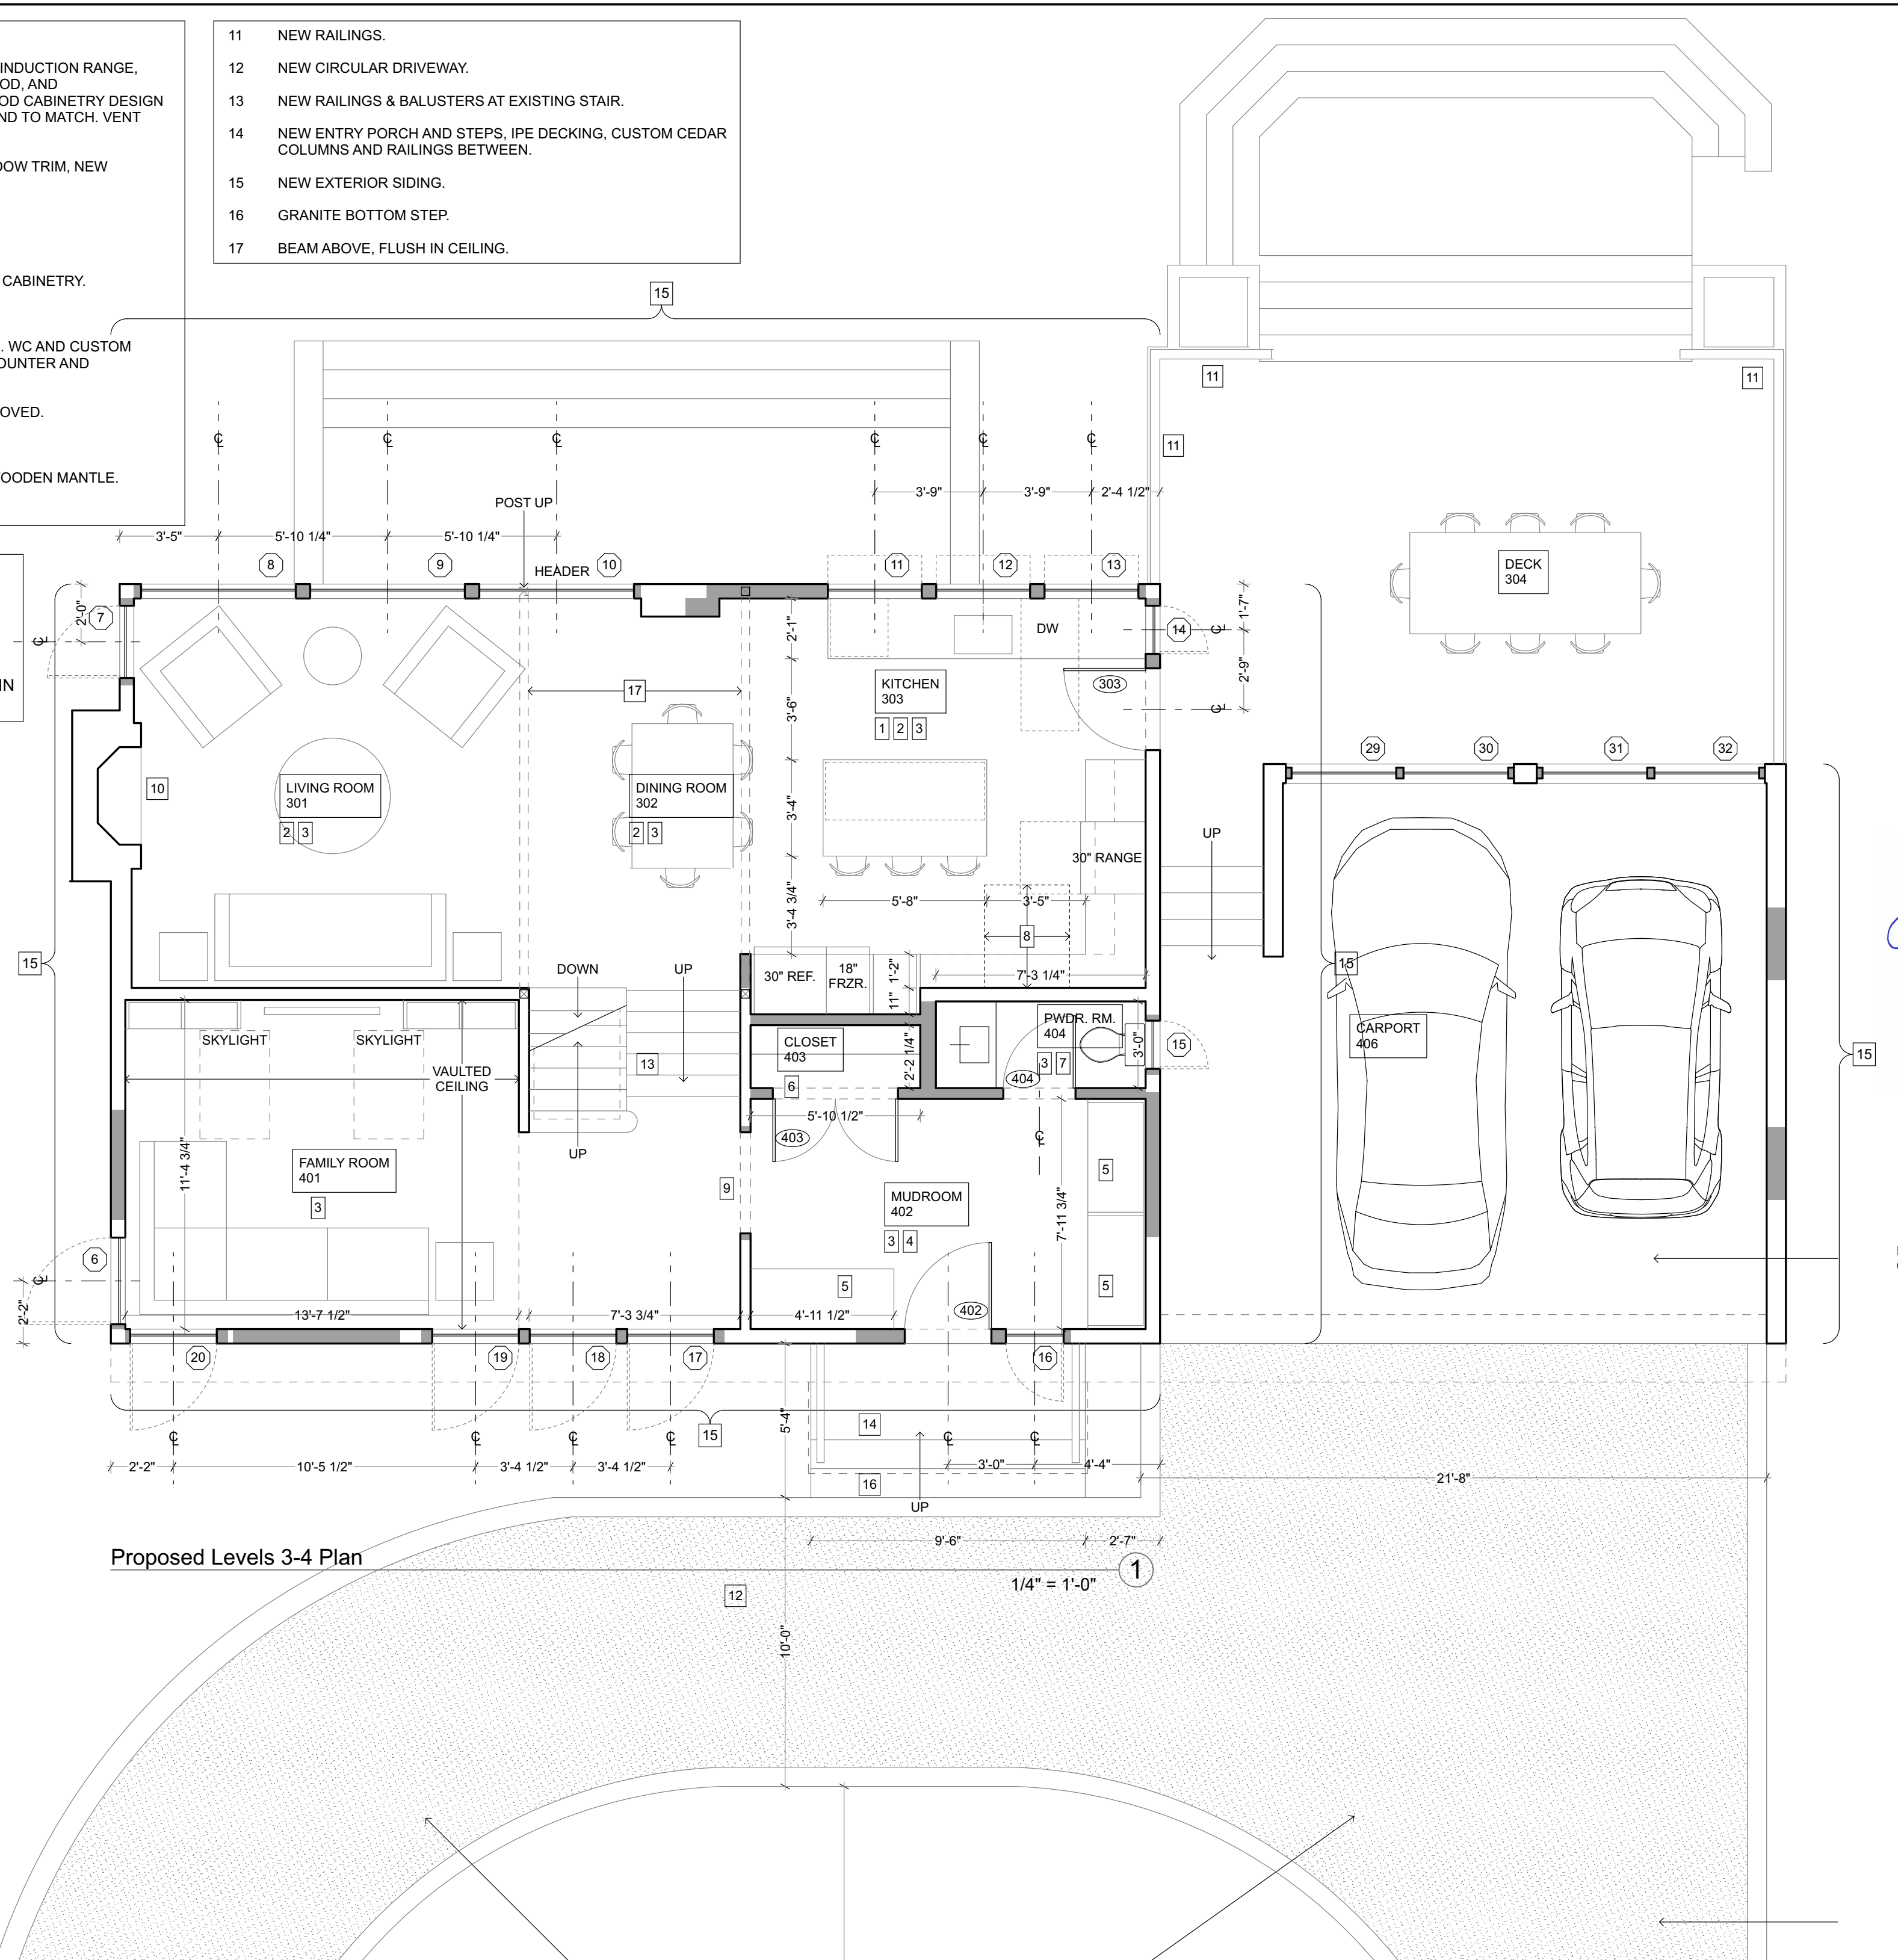 INDUCTION RANGE,
OD, AND
OD CABINETRY DESIGN
ND TO MATCH. VENT
DOW TRIM, NEW
CABINETRY.
. WC AND CUSTOM
OUNTER AND
OVED.
OODEN MANTLE.
IN
11 NEW RAILINGS.
12 NEW CIRCULAR DRIVEWAY.
13 NEW RAILINGS & BALUSTERS AT EXISTING STAIR.
14 NEW ENTRY PORCH AND STEPS, IPE DECKING, CUSTOM CEDAR
COLUMNS AND RAILINGS BETWEEN.
15 NEW EXTERIOR SIDING.
16 GRANITE BOTTOM STEP.
17 BEAM ABOVE, FLUSH IN CEILING.
15
11
11
11
3'-9"
3'-9"
2'-4 1/2"
POST UP
3'-5"
5'-10 1/4"
5'-10 1/4"
HEADER
8
9
10
11
12
13
DECK
304
7
2'-0"
2'-1"
DW
14
1'-7"
2'-9"
17
KITCHEN
303
1 2 3
303
3'-6"
29
30
31
32
10
LIVING ROOM
301
2 3
DINING ROOM
302
2 3
3'-4"
UP
30" RANGE
3'-4 3/4"
5'-8"
3'-5"
8
15
15
DOWN
UP
30" REF.
18"
FRZR.
1'-2"
11"
7'-3 1/4"
SKYLIGHT
SKYLIGHT
VAULTED
CEILING
13
CLOSET
403
6
2'-2 1/4"
PWDR. RM.
404
3 7
404
3'-0"
15
CARPORT
406
15
5'-10 1/2"
403
UP
11'-4 3/4"
FAMILY ROOM
401
3
9
MUDROOM
402
3 4
7'-11 3/4"
5
5
5
6
2'-2"
13'-7 1/2"
7'-3 3/4"
4'-11 1/2"
402
20
19
18
17
16
15
14
5'-4"
2'-2"
10'-5 1/2"
3'-4 1/2"
3'-4 1/2"
3'-0"
4'-4"
21'-8"
16
UP
9'-6"
2'-7"
Proposed Levels 3-4 Plan
1
1/4" = 1'-0"
12
10'-0"